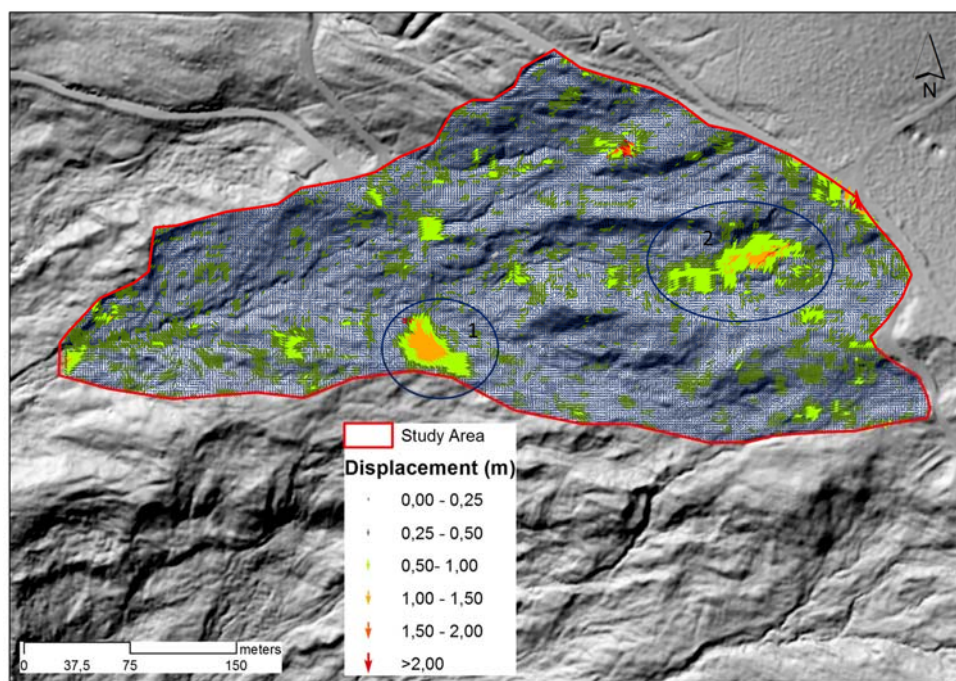 N
2
1
Study Area
Displacement (m)
0,00 - 0,25
0,25 - 0,50
0,50- 1,00
1,00 - 1,50
1,50 - 2,00
>2,00
meters
0 37,5 75 150